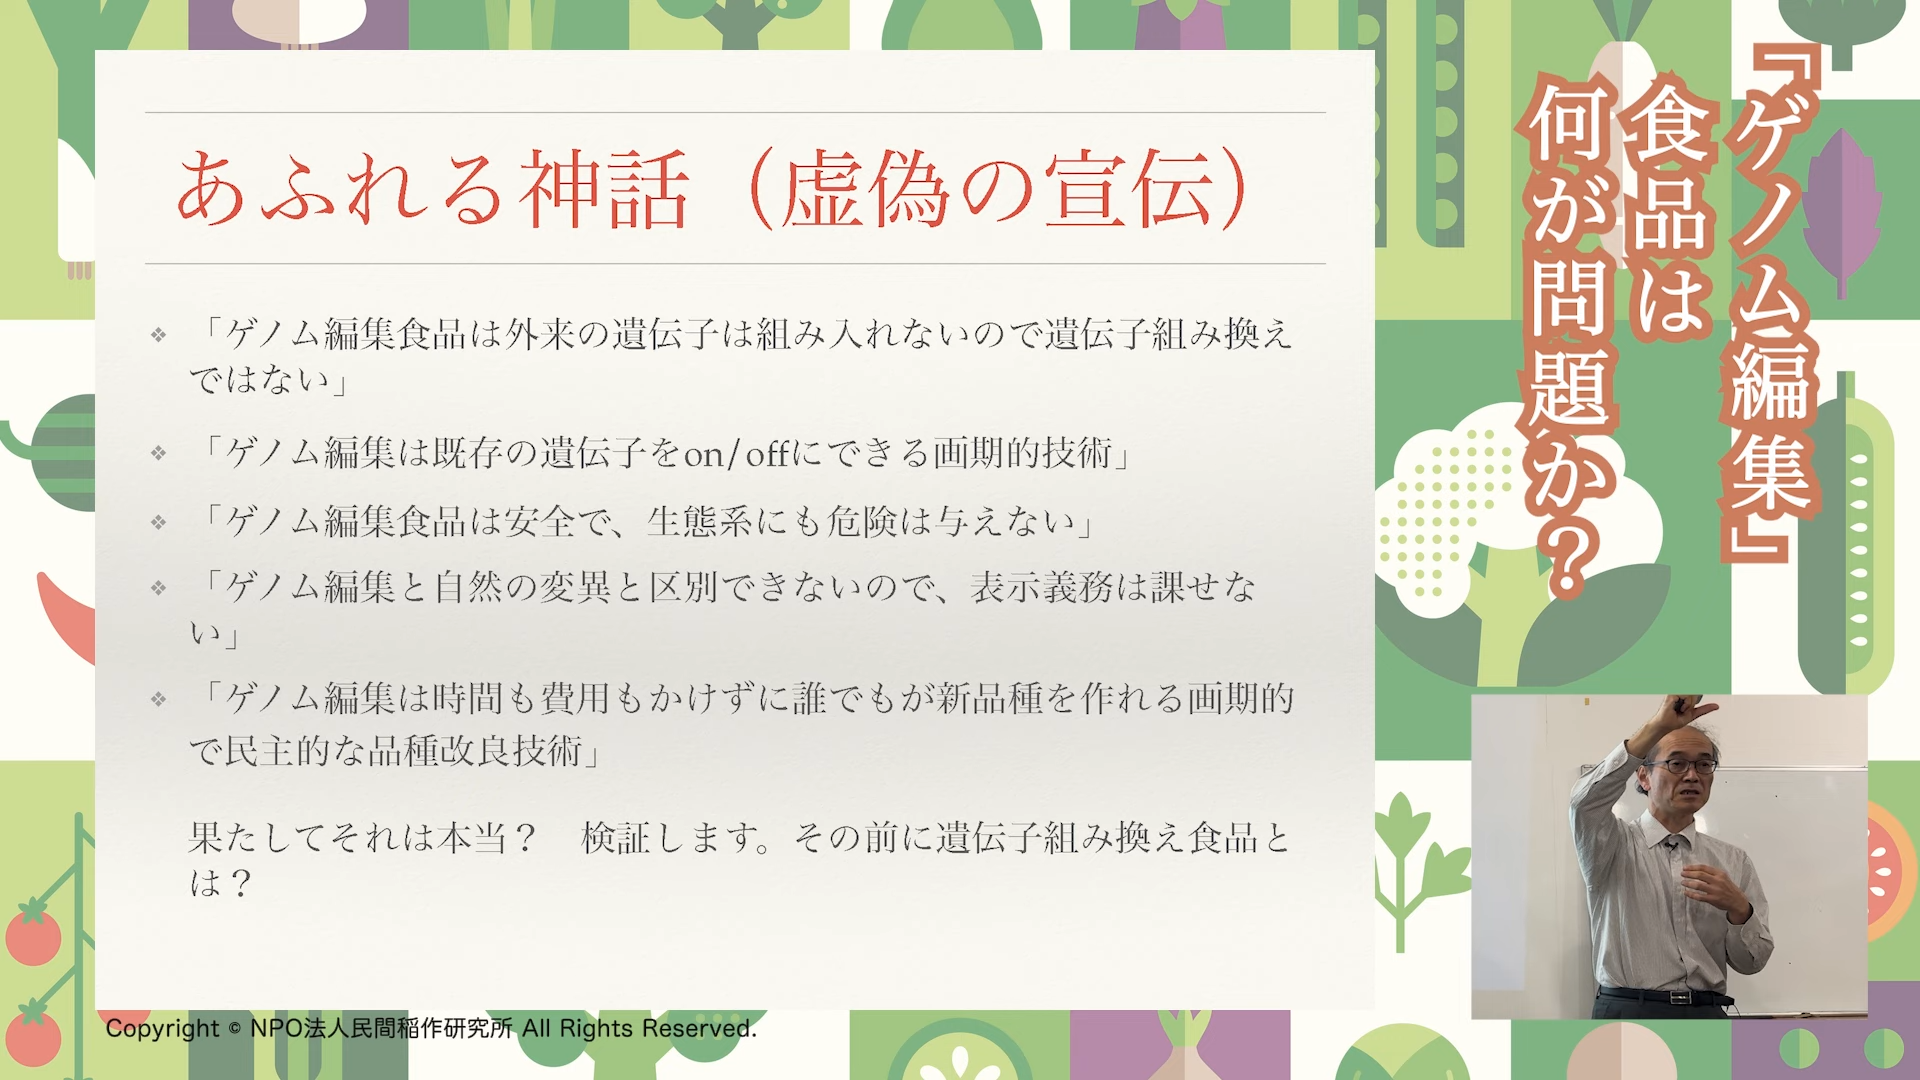 あふれる神話（虚偽の宣伝）
「ゲノム編集食品は外来の遺伝子は組み入れないので遺伝子組み換え
ではない」
「ゲノム編集は既存の遺伝子をon/offにできる画期的技術」
「ゲノム編集食品は安全で、生態系にも危険は与えない」
「ゲノム編集と自然の変異と区別できないので、表示義務は課せな
い」
「ゲノム編集は時間も費用もかけずに誰でもが新品種を作れる画期的
で民主的な品種改良技術」
果たしてそれは本当？　検証します。その前に遺伝子組み換え食品と
は？
『ゲノム編集』
食品は
何が問題か？
Copyright © NPO法人民間稲作研究所 All Rights Reserved.